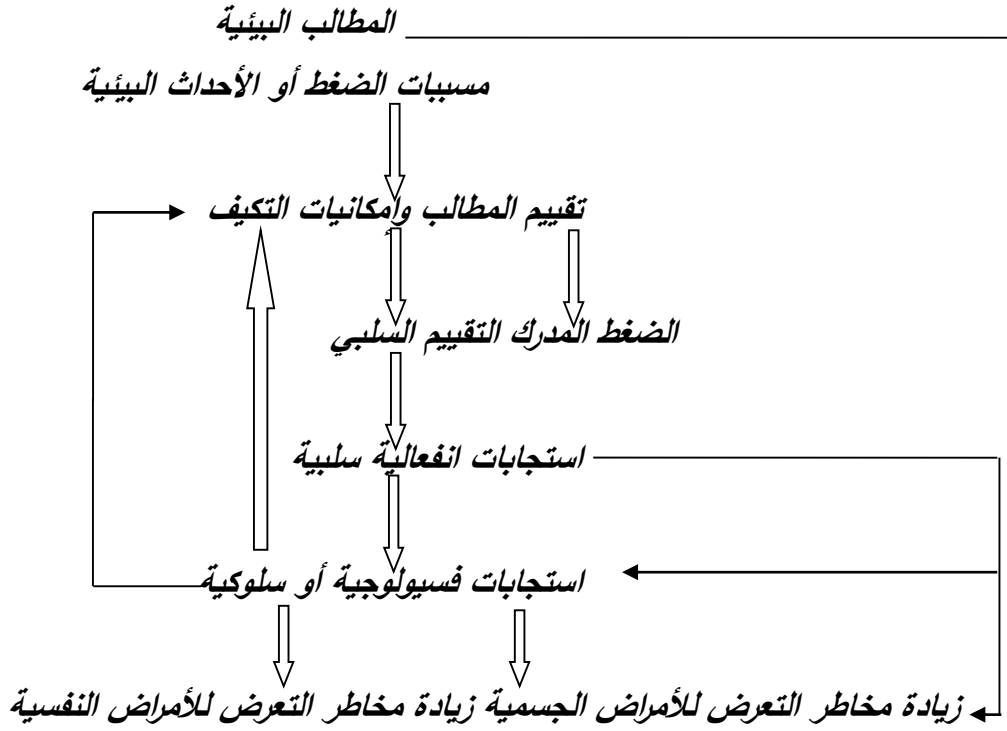 المطالب البيئية
مسببات الضغط أو الأحداث البيئية
تقييم المطالب وإمكانيات التكيف
الضغط المدرك التقييم السلبي
استجابات انفعالية سلبية
استجابات فسيولوجية أو سلوكية
زيادة مخاطر التعرض للأمراض الجسمية زيادة مخاطر التعرض للأمراض النفسية